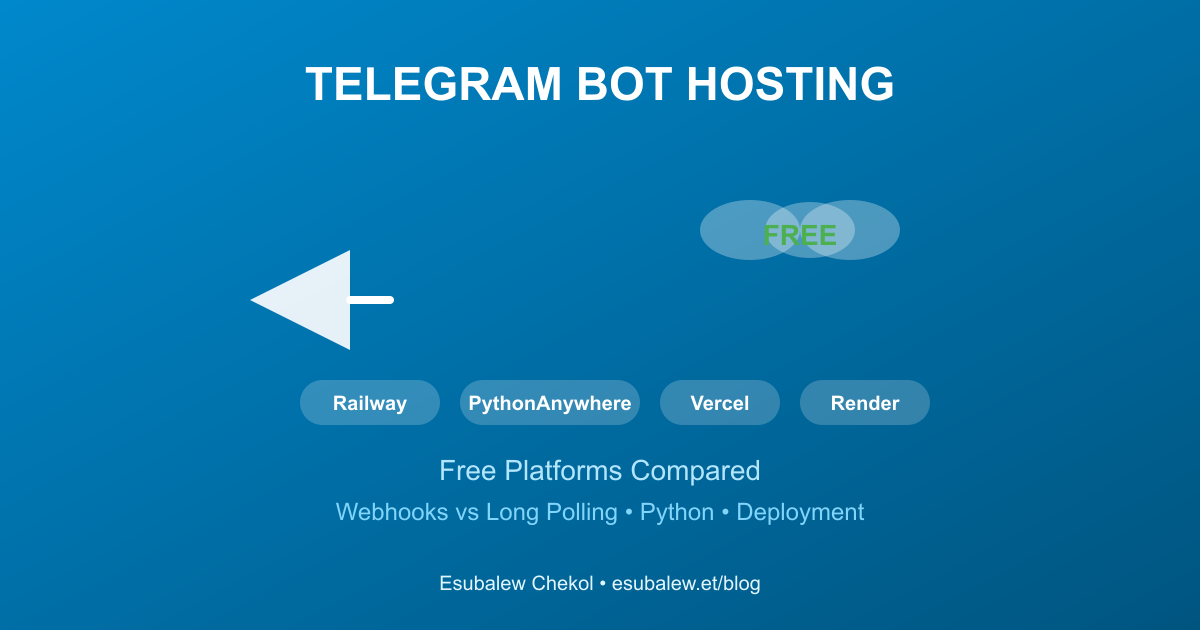 TELEGRAM BOT HOSTING
FREE
Railway PythonAnywhere Vercel Render
Free Platforms Compared
Webhooks vs Long Polling • Python • Deployment
Esubalew Chekol • esubalew.et/blog